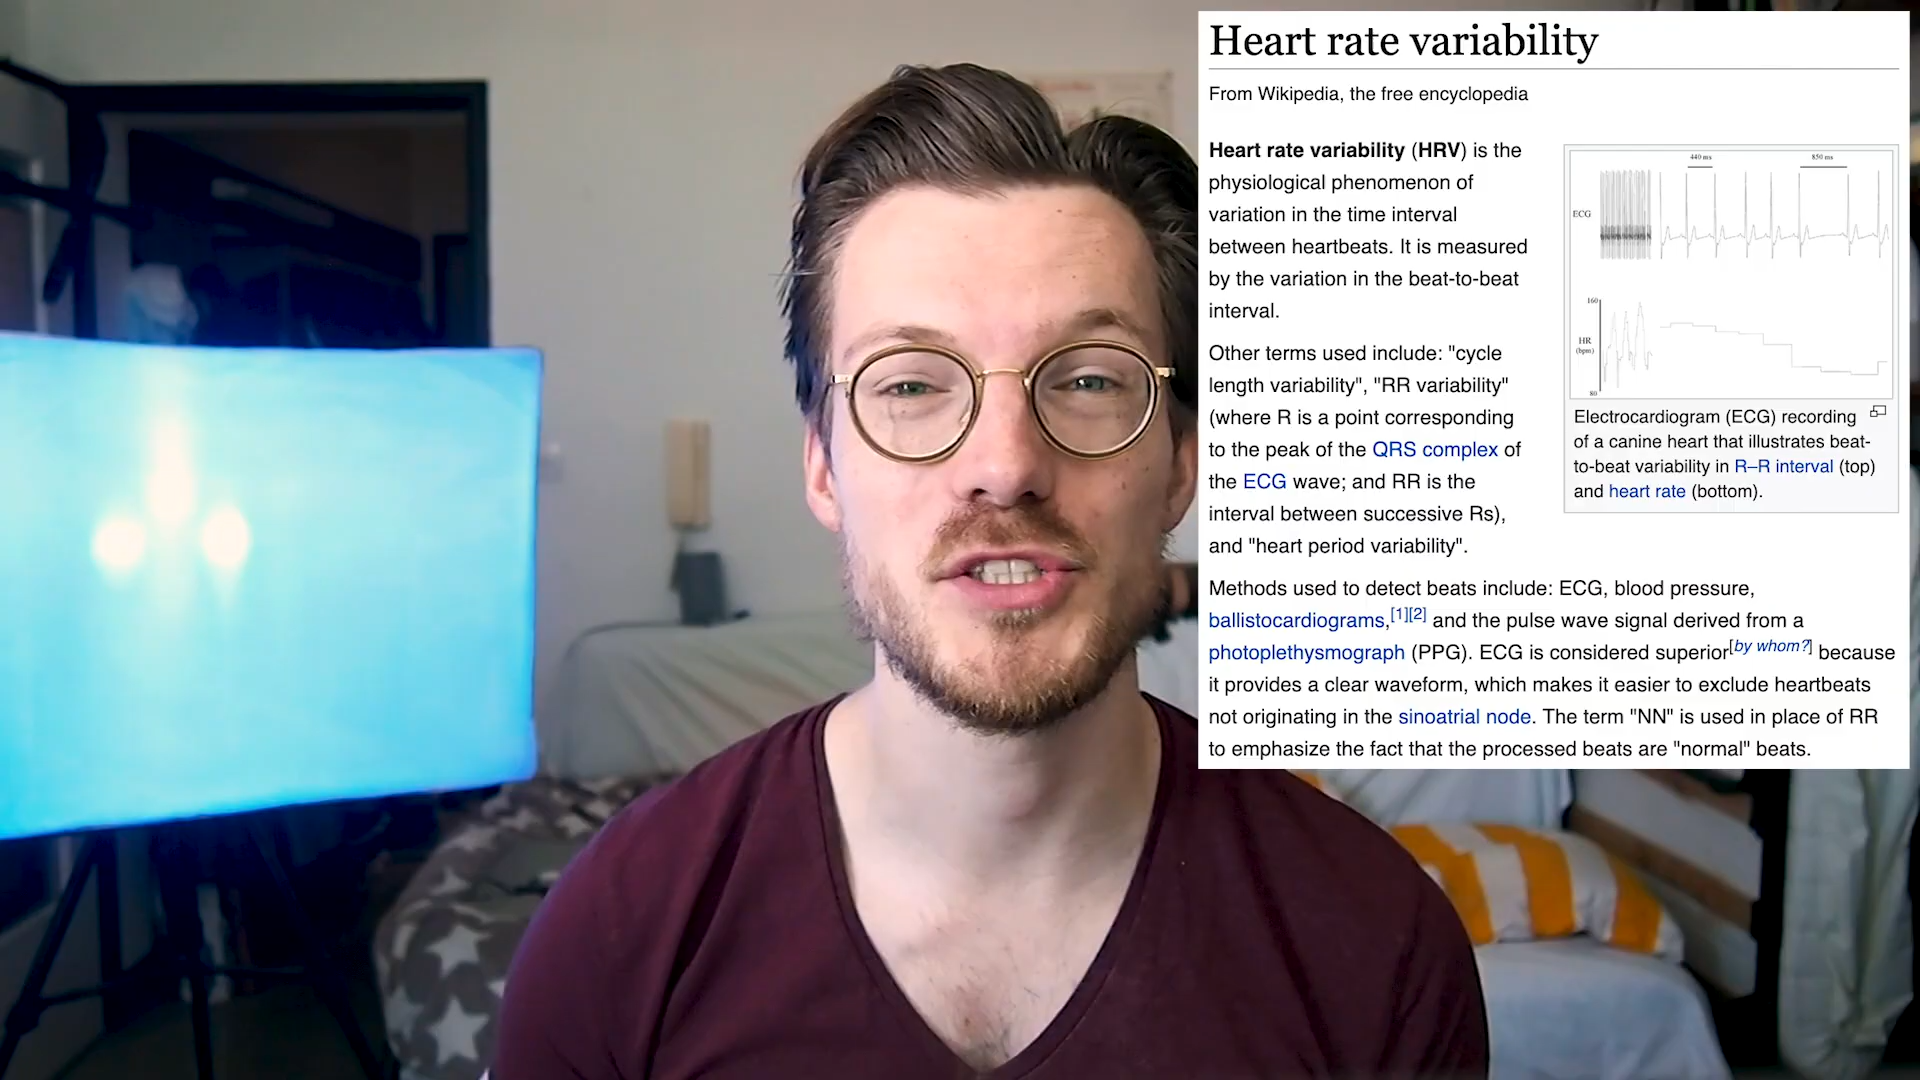 Heart rate variability
From Wikipedia, the free encyclopedia
Heart rate variability (HRV) is the
physiological phenomenon of
variation in the time interval
between heartbeats. It is measured
by the variation in the beat-to-beat
interval.
Other terms used include: "cycle
length variability", "RR variability"
(where R is a point corresponding
to the peak of the QRS complex of
the ECG wave; and RR is the
interval between successive Rs),
and "heart period variability".
440 ms
850 ms
ECG
160
HR
(bpm)
80
Electrocardiogram (ECG) recording
of a canine heart that illustrates beat-
to-beat variability in R–R interval (top)
and heart rate (bottom).
Methods used to detect beats include: ECG, blood pressure,
ballistocardiograms,[1][2] and the pulse wave signal derived from a
photoplethysmograph (PPG). ECG is considered superior[by whom?] because
it provides a clear waveform, which makes it easier to exclude heartbeats
not originating in the sinoatrial node. The term "NN" is used in place of RR
to emphasize the fact that the processed beats are "normal" beats.